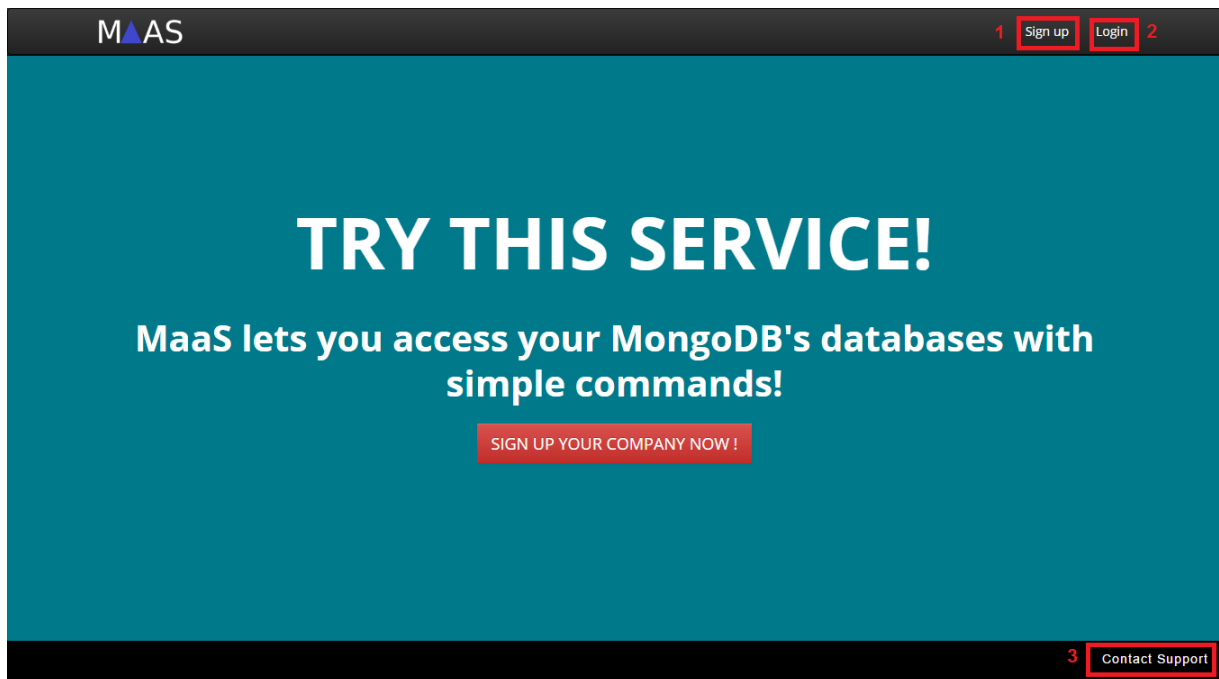 MAAS
1 Sign up Login 2
TRY THIS SERVICE!
MaaS lets you access your MongoDB's databases with
simple commands!
SIGN UP YOUR COMPANY NOW !
3 Contact Support